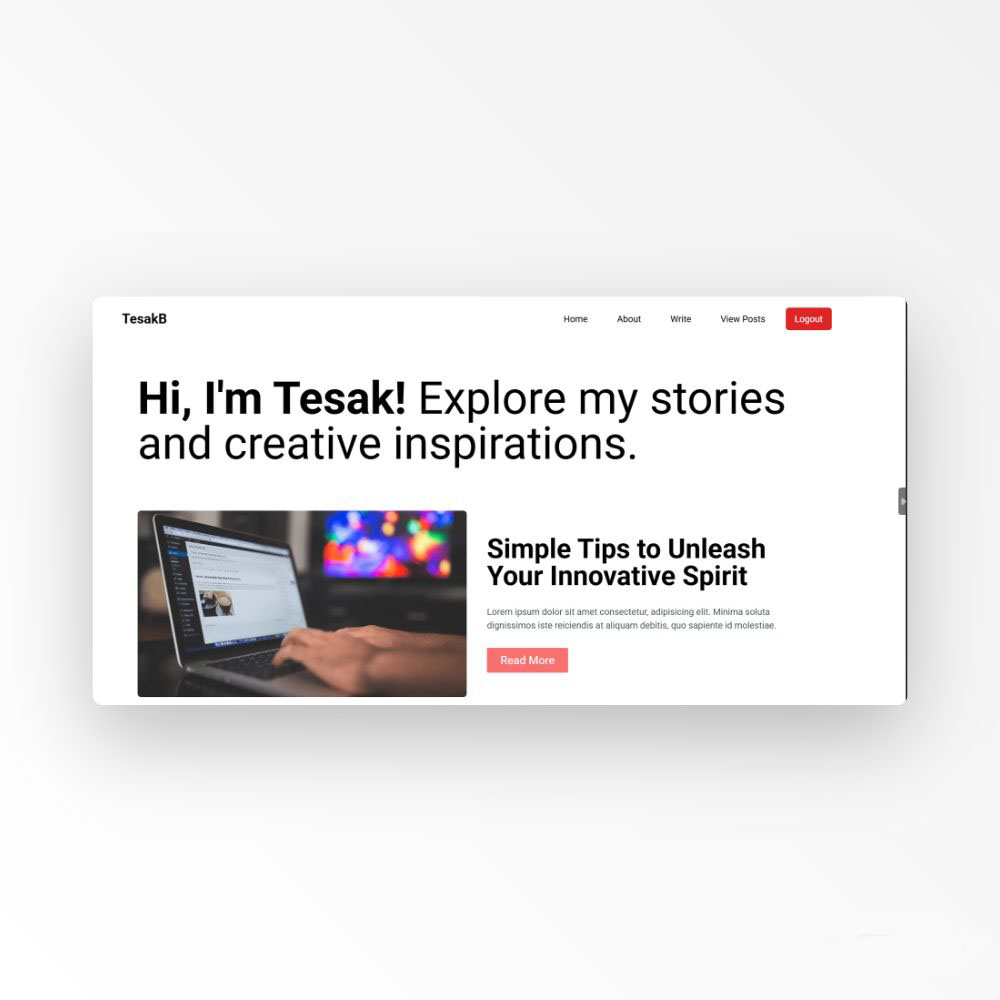 TesakB
Home About Write View Posts Logout
Hi, I'm Tesak! Explore my stories
and creative inspirations.
Simple Tips to Unleash
Your Innovative Spirit
Lorem ipsum dolor sit amet consectetur, adipisicing elit. Minima soluta
dignissimos iste reiciendis at aliquam debitis, quo sapiente id molestiae.
Read More